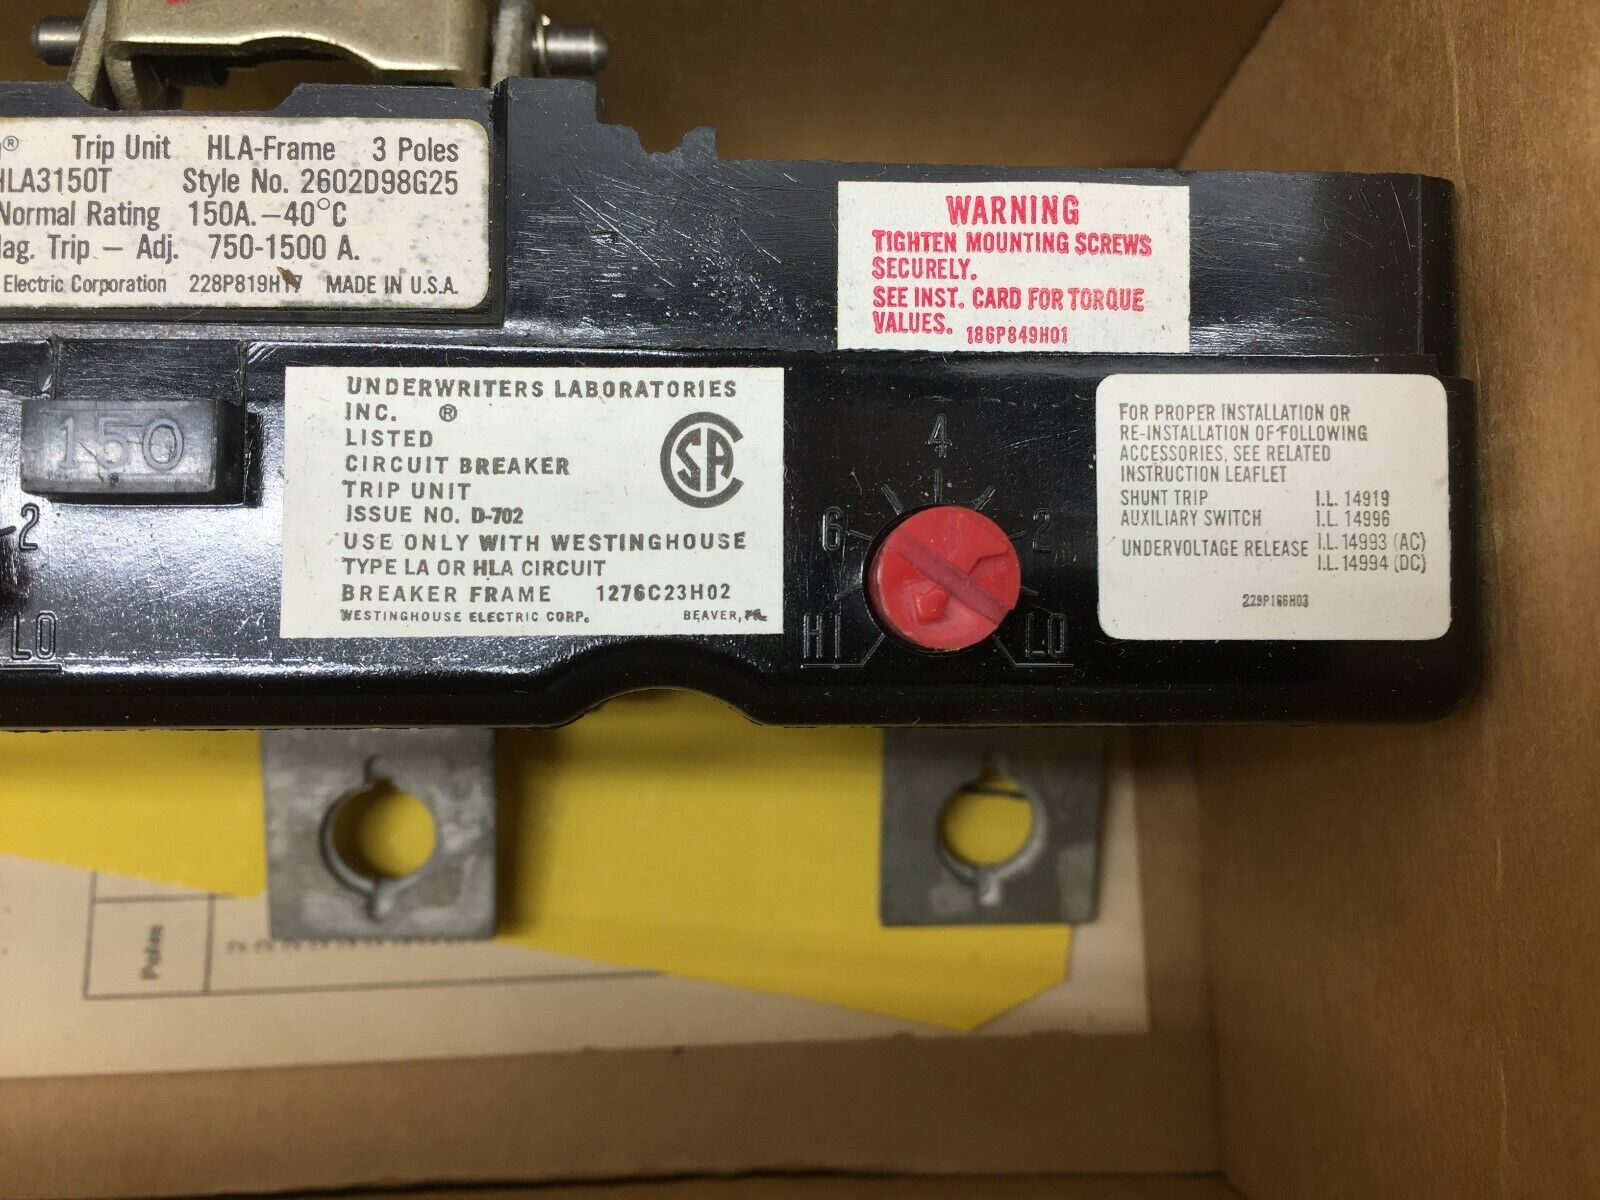 ® Trip Unit HLA-Frame 3 Poles
HLA3150T Style No. 2602D98G25
Normal Rating 150A.-40°C
Mag. Trip - Adj. 750-1500 A.
Electric Corporation 228P819H17 MADE IN U.S.A.
WARNING
TIGHTEN MOUNTING SCREWS
SECURELY.
SEE INST. CARD FOR TORQUE
VALUES. 186P849H01
150
2
LO
UNDERWRITERS LABORATORIES
INC. ®
LISTED
CIRCUIT BREAKER
TRIP UNIT
ISSUE NO. D-702
USE ONLY WITH WESTINGHOUSE
TYPE LA OR HLA CIRCUIT
BREAKER FRAME 1276C23H02
WESTINGHOUSE ELECTRIC CORP. BEAVER, PA.
SA
4
6 2
HI LO
FOR PROPER INSTALLATION OR
RE-INSTALLATION OF FOLLOWING
ACCESSORIES, SEE RELATED
INSTRUCTION LEAFLET
SHUNT TRIP I.L. 14919
AUXILIARY SWITCH I.L. 14996
UNDERVOLTAGE RELEASE I.L. 14993 (AC)
I.L. 14994 (DC)
229P166H03
Poles